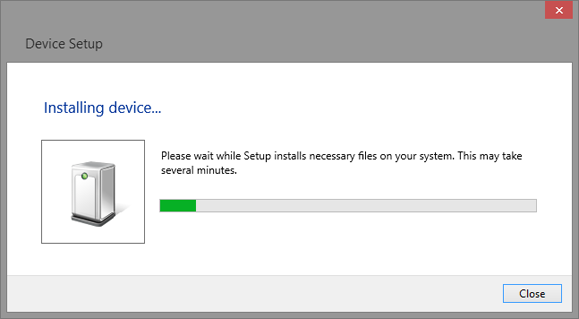 Device Setup
Installing device...
Please wait while Setup installs necessary files on your system. This may take
several minutes.
Close